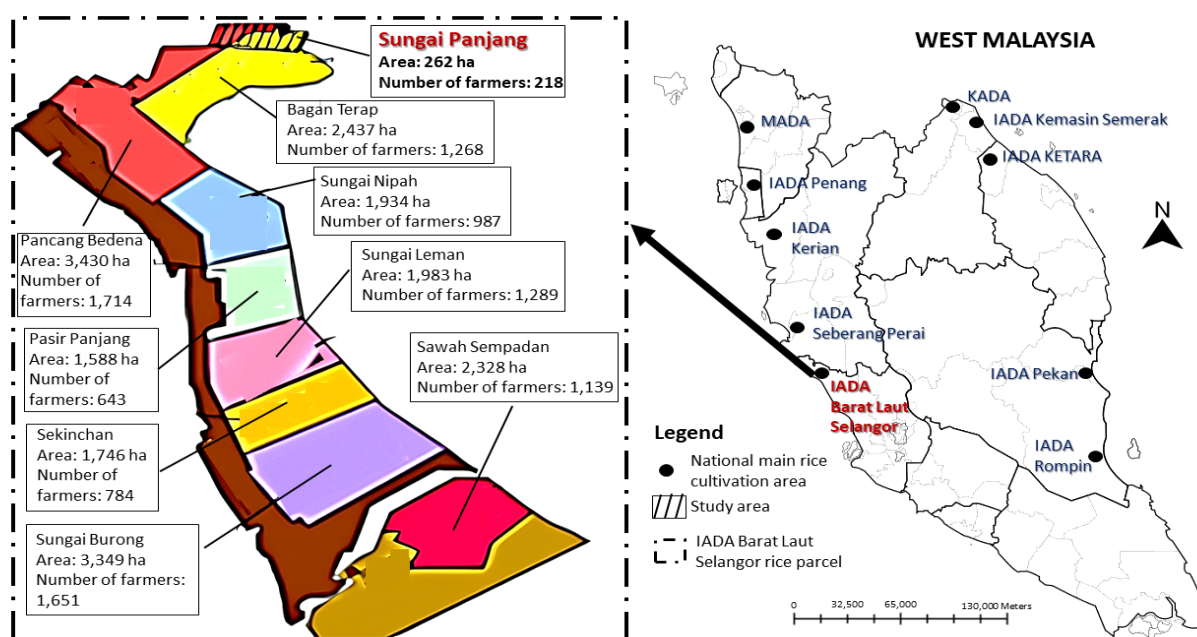 Sungai Panjang
Area: 262 ha
Number of farmers: 218
Bagan Terap
Area: 2,437 ha
Number of farmers: 1,268
Sungai Nipah
Area: 1,934 ha
Number of farmers: 987
Pancang Bedena
Area: 3,430 ha
Number of
farmers: 1,714
Sungai Leman
Area: 1,983 ha
Number of farmers: 1,289
Pasir Panjang
Area: 1,588 ha
Number of
farmers: 643
Sawah Sempadan
Area: 2,328 ha
Number of farmers: 1,139
Sekinchan
Area: 1,746 ha
Number of
farmers: 784
Sungai Burong
Area: 3,349 ha
Number of farmers:
1,651
WEST MALAYSIA
KADA
MADA
IADA Kemasin Semerak
IADA KETARA
IADA Penang
N
IADA
Kerian
IADA
Seberang Perai
IADA Pekan
IADA
Barat Laut
Selangor
IADA
Rompin
Legend
National main rice
cultivation area
Study area
IADA Barat Laut
Selangor rice parcel
0 32,500 65,000 130,000 Meters